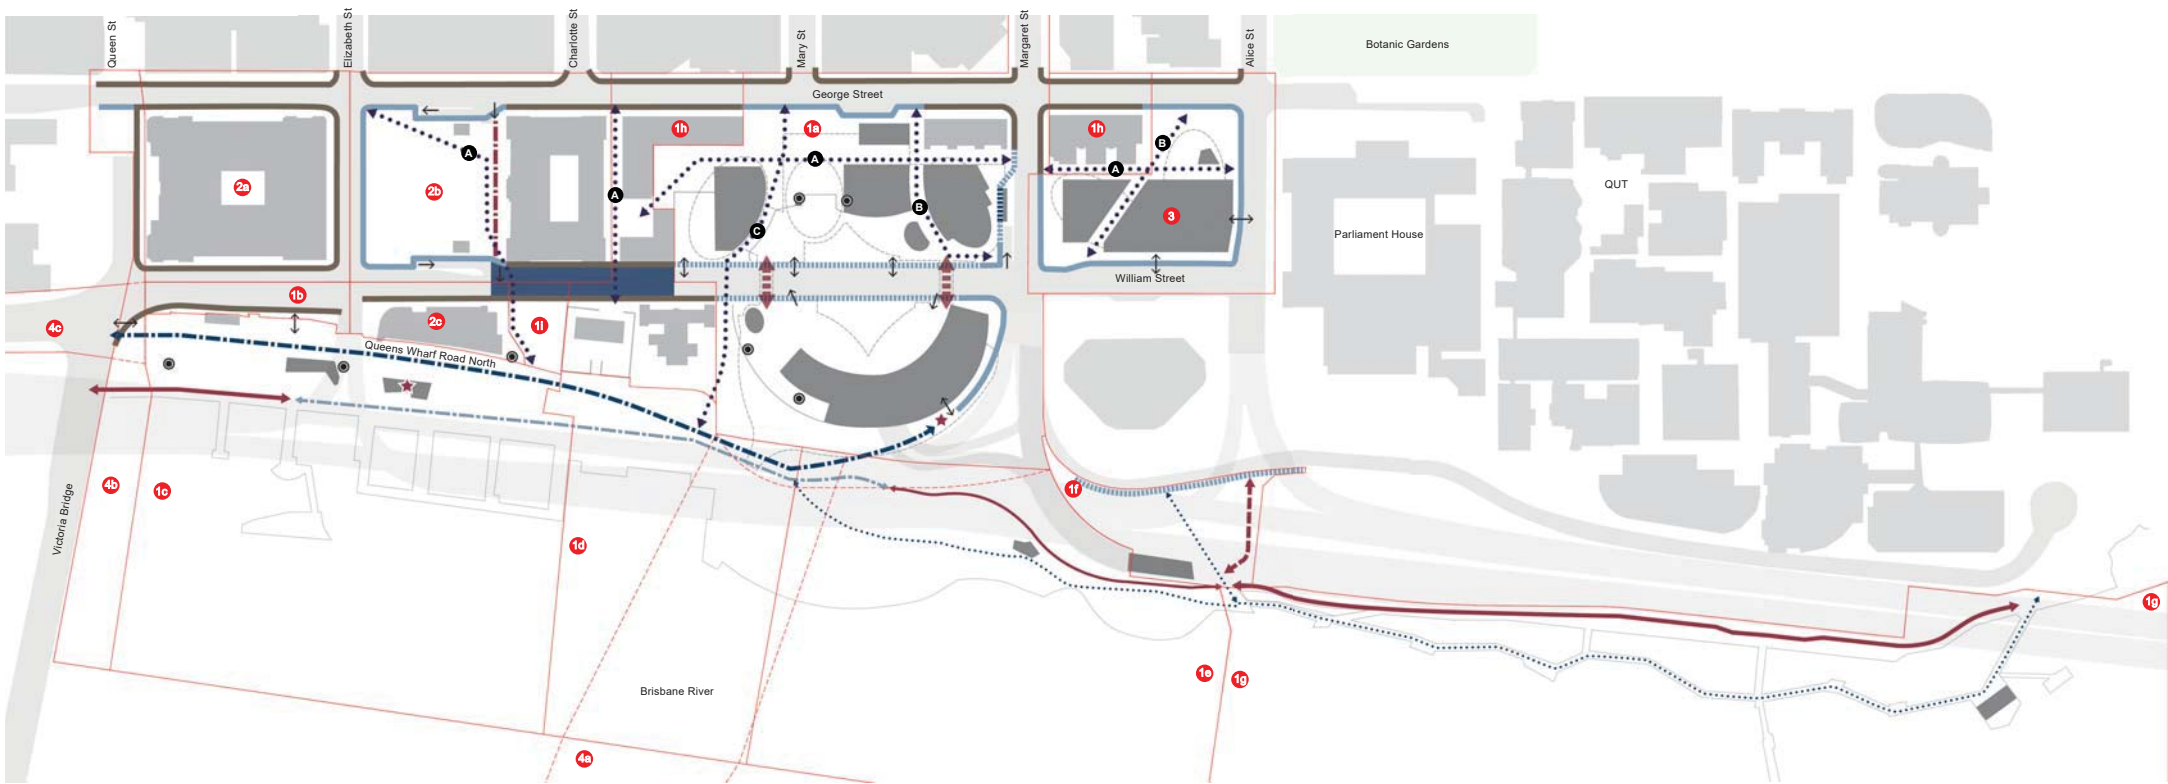 Queen St
Elizabeth St
Charlotte St
Mary St
Margaret St
Alice St
Botanic Gardens
George Street
1h
1a
1h
A
A
B
A
2a
2b
A
B
3
QUT
C
Parliament House
William Street
1b
4c
2c
1i
Queens Wharf Road North
4b
1c
1f
Victoria Bridge
1d
1g
1e
1g
Brisbane River
4a